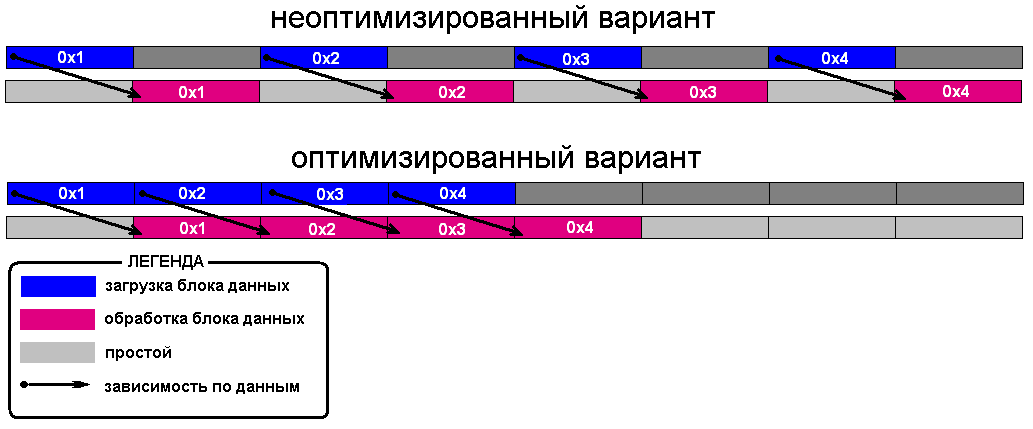 неоптимизированный вариант
0x1 0x2 0x3 0x4
0x1 0x2 0x3 0x4
оптимизированный вариант
0x1 0x2 0x3 0x4
0x1 0x2 0x3 0x4
ЛЕГЕНДА
загрузка блока данных
обработка блока данных
простой
зависимость по данным